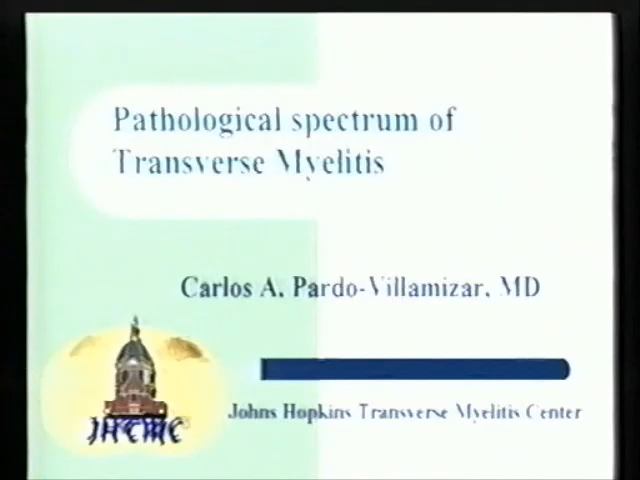 Pathological spectrum of
Transverse Myelitis
Carlos A. Pardo-Villamizar, MD
Johns Hopkins Transverse Myelitis Center
JHTMC